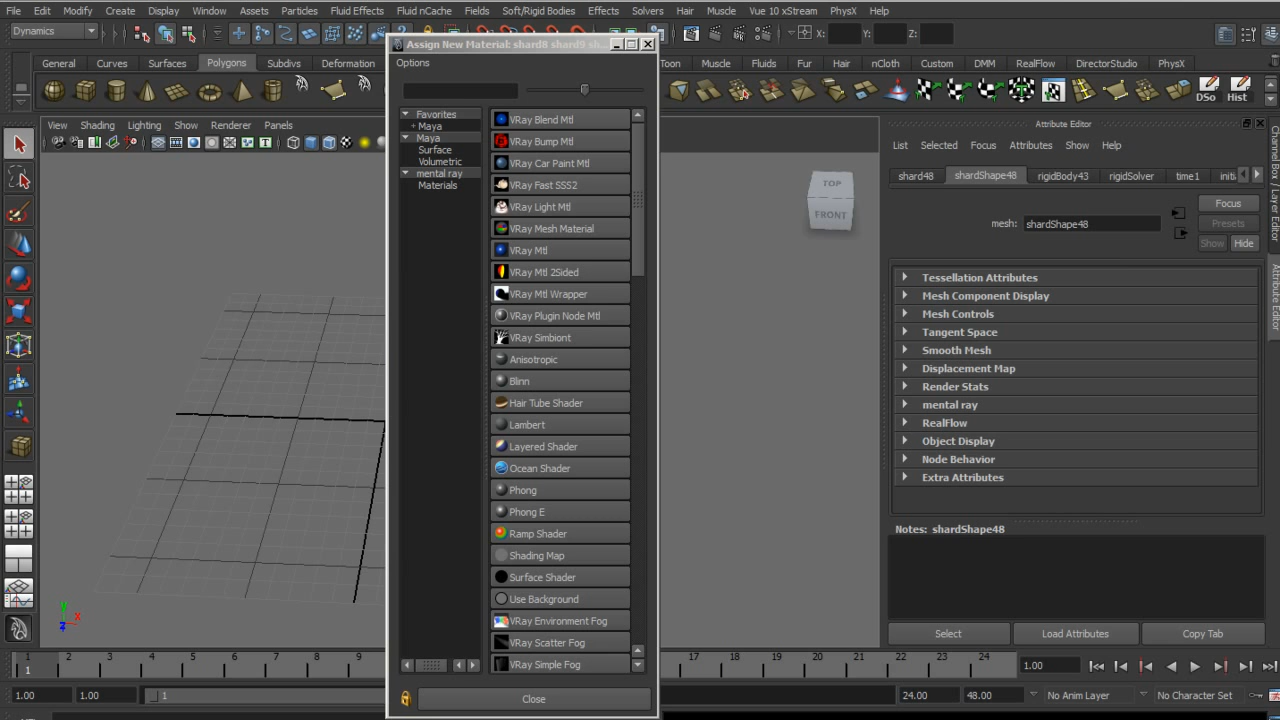 File Edit Modify Create Display Window Assets Particles Fluid Effects Fluid nCache Fields Soft/Rigid Bodies Effects Solvers Hair Muscle Vue 10 xStream PhysX Help
Dynamics X: Y: Z:
Assign New Material: shard8 shard9
General Curves Surfaces Polygons Subdivs Deformation Toon Muscle Fluids Fur Hair nCloth Custom DMM RealFlow DirectorStudio PhysX
Options
DSo Hist
View Shading Lighting Show Renderer Panels
Favorites
+ Maya
Maya
Surface
Volumetric
mental ray
Materials
VRay Blend Mtl
VRay Bump Mtl
VRay Car Paint Mtl
VRay Fast SSS2
VRay Light Mtl
VRay Mesh Material
VRay Mtl
VRay Mtl 2Sided
VRay Mtl Wrapper
VRay Plugin Node Mtl
VRay Simbiont
Anisotropic
Blinn
Hair Tube Shader
Lambert
Layered Shader
Ocean Shader
Phong
Phong E
Ramp Shader
Shading Map
Surface Shader
Use Background
VRay Environment Fog
VRay Scatter Fog
VRay Simple Fog
Close
TOP
FRONT
Attribute Editor
List Selected Focus Attributes Show Help
shard48 shardShape48 rigidBody43 rigidSolver time1
Focus
mesh: shardShape48 Presets
Show Hide
Tessellation Attributes
Mesh Component Display
Mesh Controls
Tangent Space
Smooth Mesh
Displacement Map
Render Stats
mental ray
RealFlow
Object Display
Node Behavior
Extra Attributes
Notes: shardShape48
Select Load Attributes Copy Tab
Channel Box / Layer Editor
Attribute Editor
y
x
z
1 2 3 4 5 6 7 8 9 17 18 19 20 21 22 23 24 1.00
1
1.00 1.00 1 24.00 48.00 No Anim Layer No Character Set